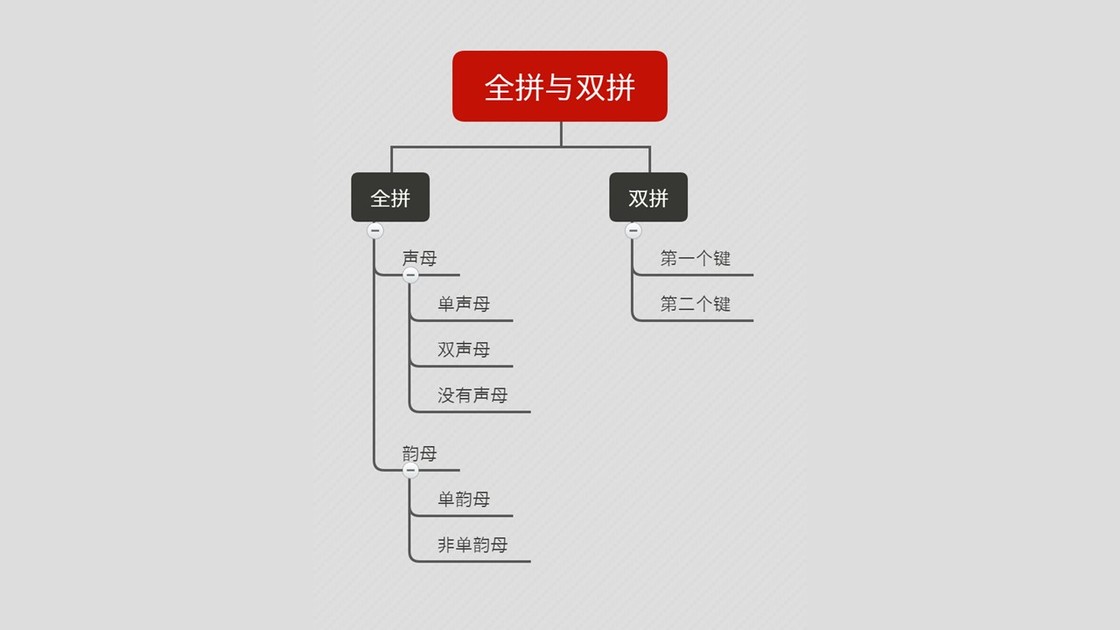 全拼与双拼
全拼
声母
单声母
双声母
没有声母
韵母
单韵母
非单韵母
双拼
第一个键
第二个键